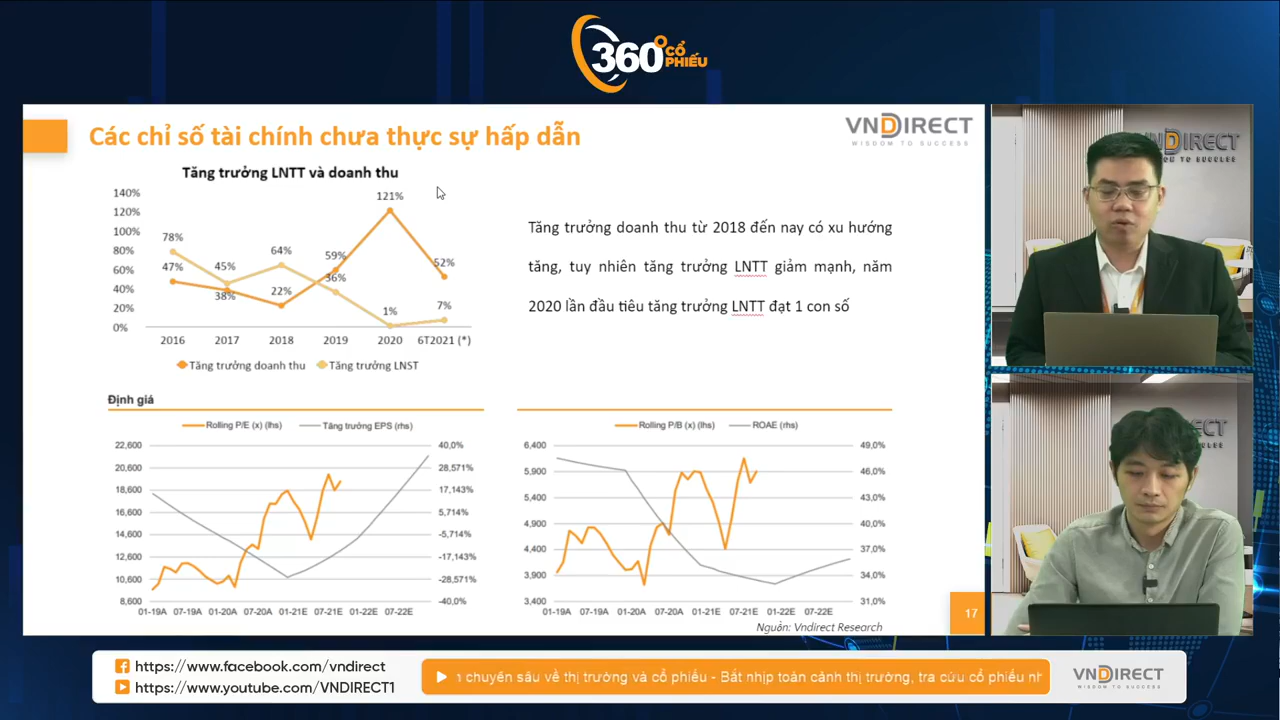 360° CỔ PHIẾU
Các chỉ số tài chính chưa thực sự hấp dẫn
VNDIRECT
WISDOM TO SUCCESS
Tăng trưởng LNTT và doanh thu
140%
120%
100%
80%
60%
40%
20%
0%
121%
78%
47%
45%
38%
64%
22%
59%
36%
1%
52%
7%
2016 2017 2018 2019 2020 6T2021 (*)
Tăng trưởng doanh thu Tăng trưởng LNST
Tăng trưởng doanh thu từ 2018 đến nay có xu hướng
tăng, tuy nhiên tăng trưởng LNTT giảm mạnh, năm
2020 lần đầu tiêu tăng trưởng LNTT đạt 1 con số
Định giá
Rolling P/E (x) (lhs) Tăng trưởng EPS (rhs)
22,600 40,0%
20,600 28,571%
18,600 17,143%
16,600 5,714%
14,600 -5,714%
12,600 -17,143%
10,600 -28,571%
8,600 -40,0%
01-19A 07-19A 01-20A 07-20A 01-21E 07-21E 01-22E 07-22E
Rolling P/B (x) (lhs) ROAE (rhs)
6,400 49,0%
5,900 46,0%
5,400 43,0%
4,900 40,0%
4,400 37,0%
3,900 34,0%
3,400 31,0%
01-19A 07-19A 01-20A 07-20A 01-21E 07-21E 01-22E 07-22E
17
Nguồn: Vndirect Research
https://www.facebook.com/vndirect
https://www.youtube.com/VNDIRECT1
chuyên sâu về thị trường và cổ phiếu - Bắt nhịp toàn cảnh thị trường, tra cứu cổ phiếu
VNDIRECT
WISDOM TO SUCCESS